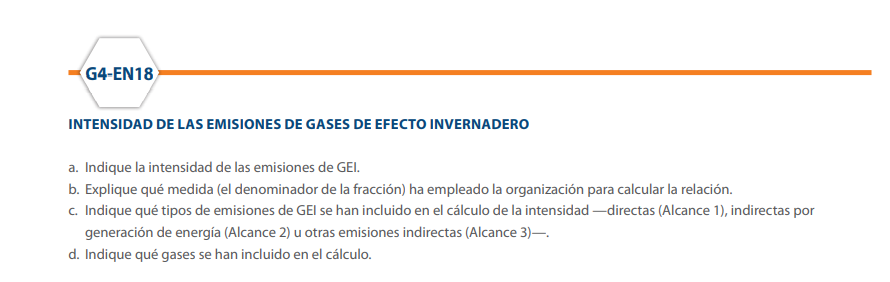 G4-EN18
INTENSIDAD DE LAS EMISIONES DE GASES DE EFECTO INVERNADERO
a. Indique la intensidad de las emisiones de GEI.
b. Explique qué medida (el denominador de la fracción) ha empleado la organización para calcular la relación.
c. Indique qué tipos de emisiones de GEI se han incluido en el cálculo de la intensidad —directas (Alcance 1), indirectas por
generación de energía (Alcance 2) u otras emisiones indirectas (Alcance 3)—.
d. Indique qué gases se han incluido en el cálculo.